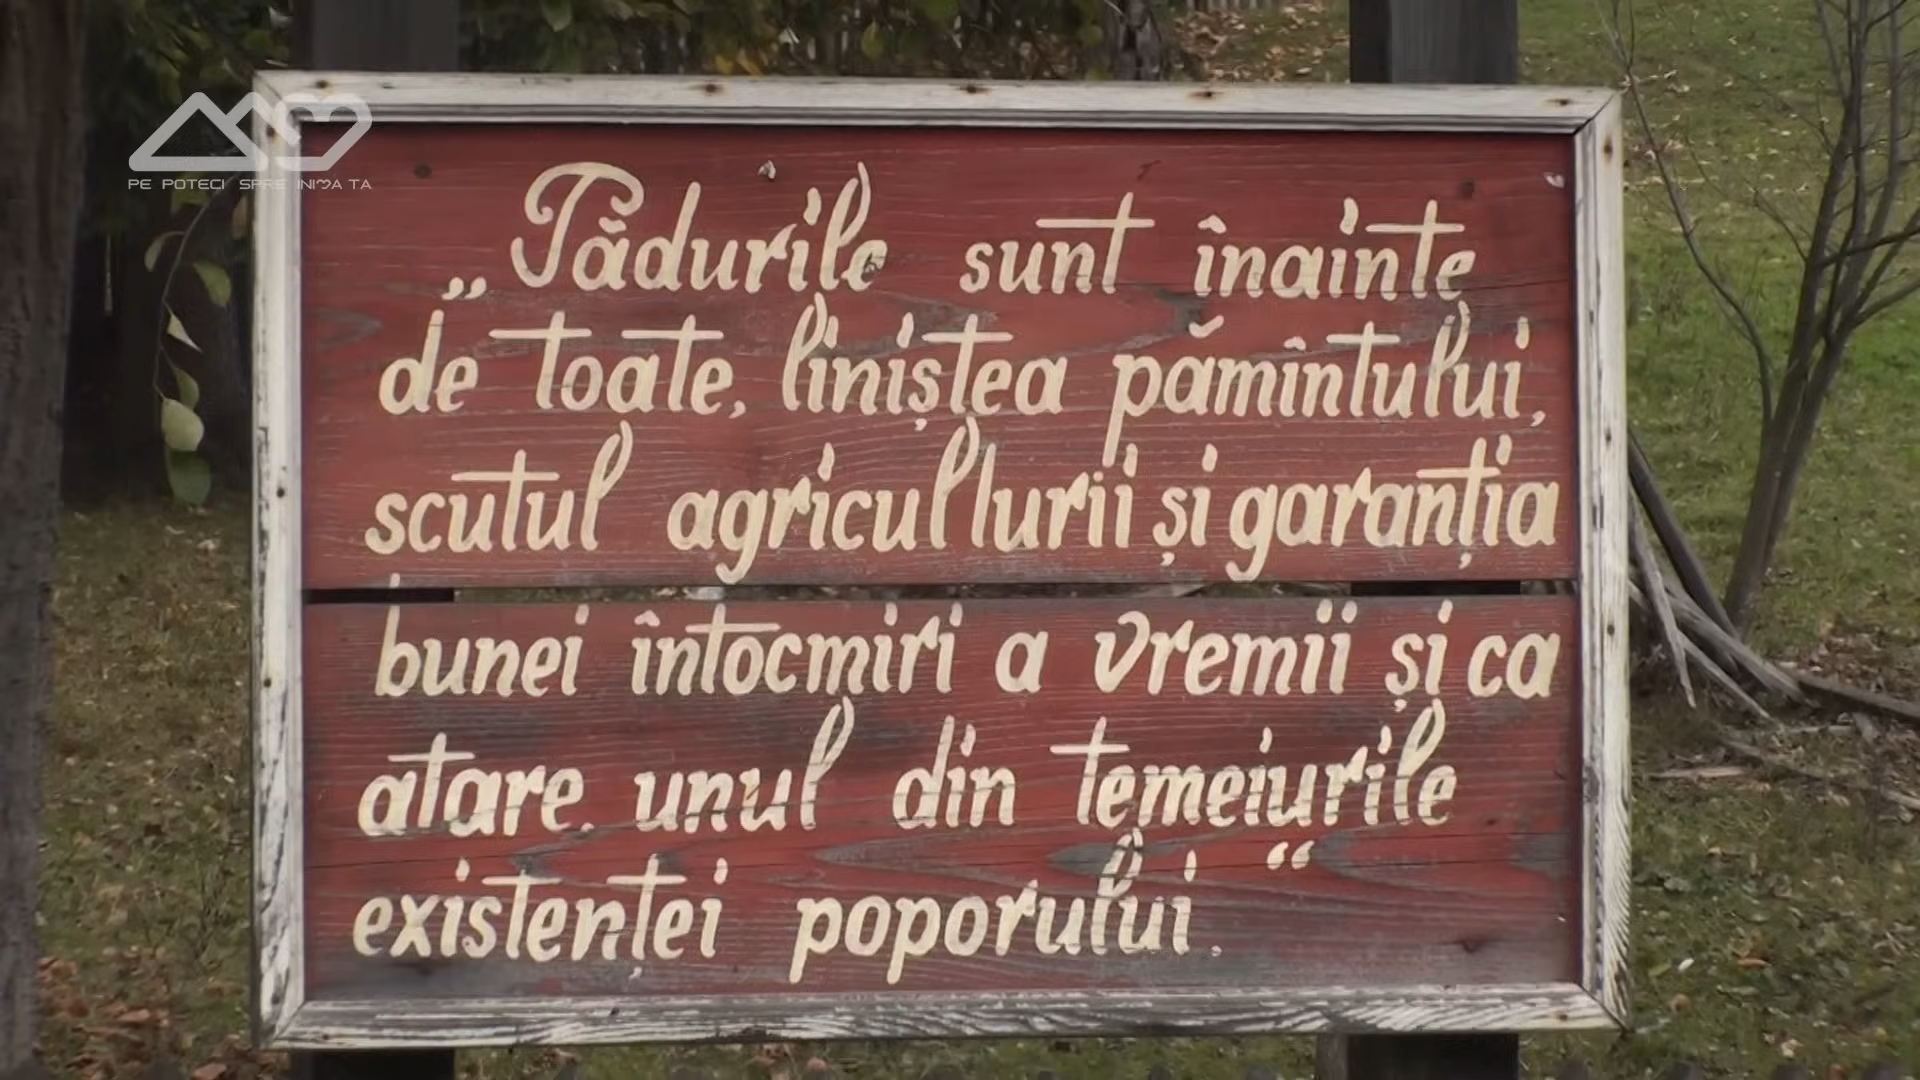 PE POTECI SPRE INIMA TA
„Pădurile sunt înainte
de toate, liniștea pămîntului,
scutul agriculturii și garanția
bunei întocmiri a vremii și ca
atare, unul din temeiurile
existenței poporului.“